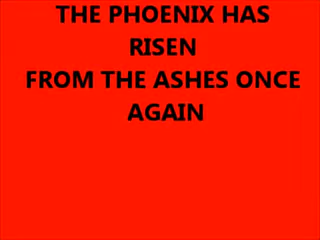 THE PHOENIX HAS
RISEN
FROM THE ASHES ONCE
AGAIN